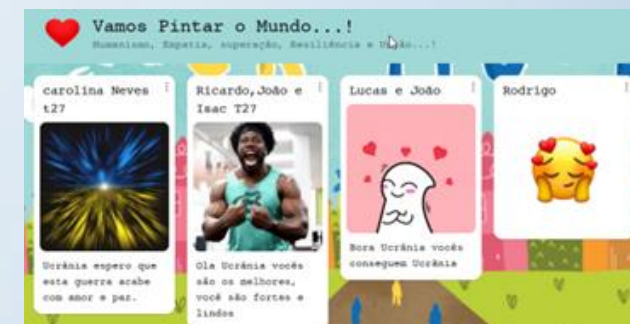 Vamos Pintar o Mundo...!
Humanismo, Empatia, superação, Resiliência e União...!
carolina Neves
t27
Ucrânia espero que
esta guerra acabe
com amor e paz.
Ricardo,João e
Isac T27
Ola Ucrânia vocês
são os melhores,
você são fortes e
lindos
Lucas e João
Bora Ucrânia vocês
conseguem Ucrânia
Rodrigo